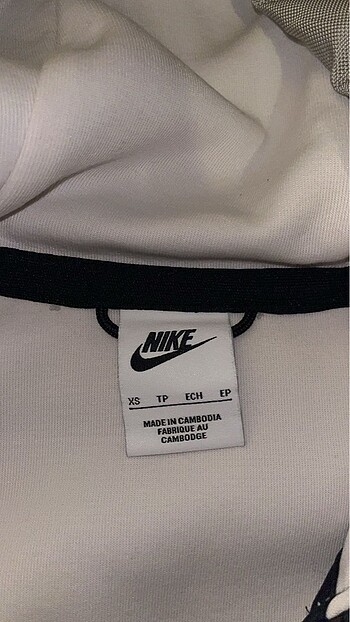 NIKE
XS TP ECH EP
MADE IN CAMBODIA
FABRIQUE AU
CAMBODGE